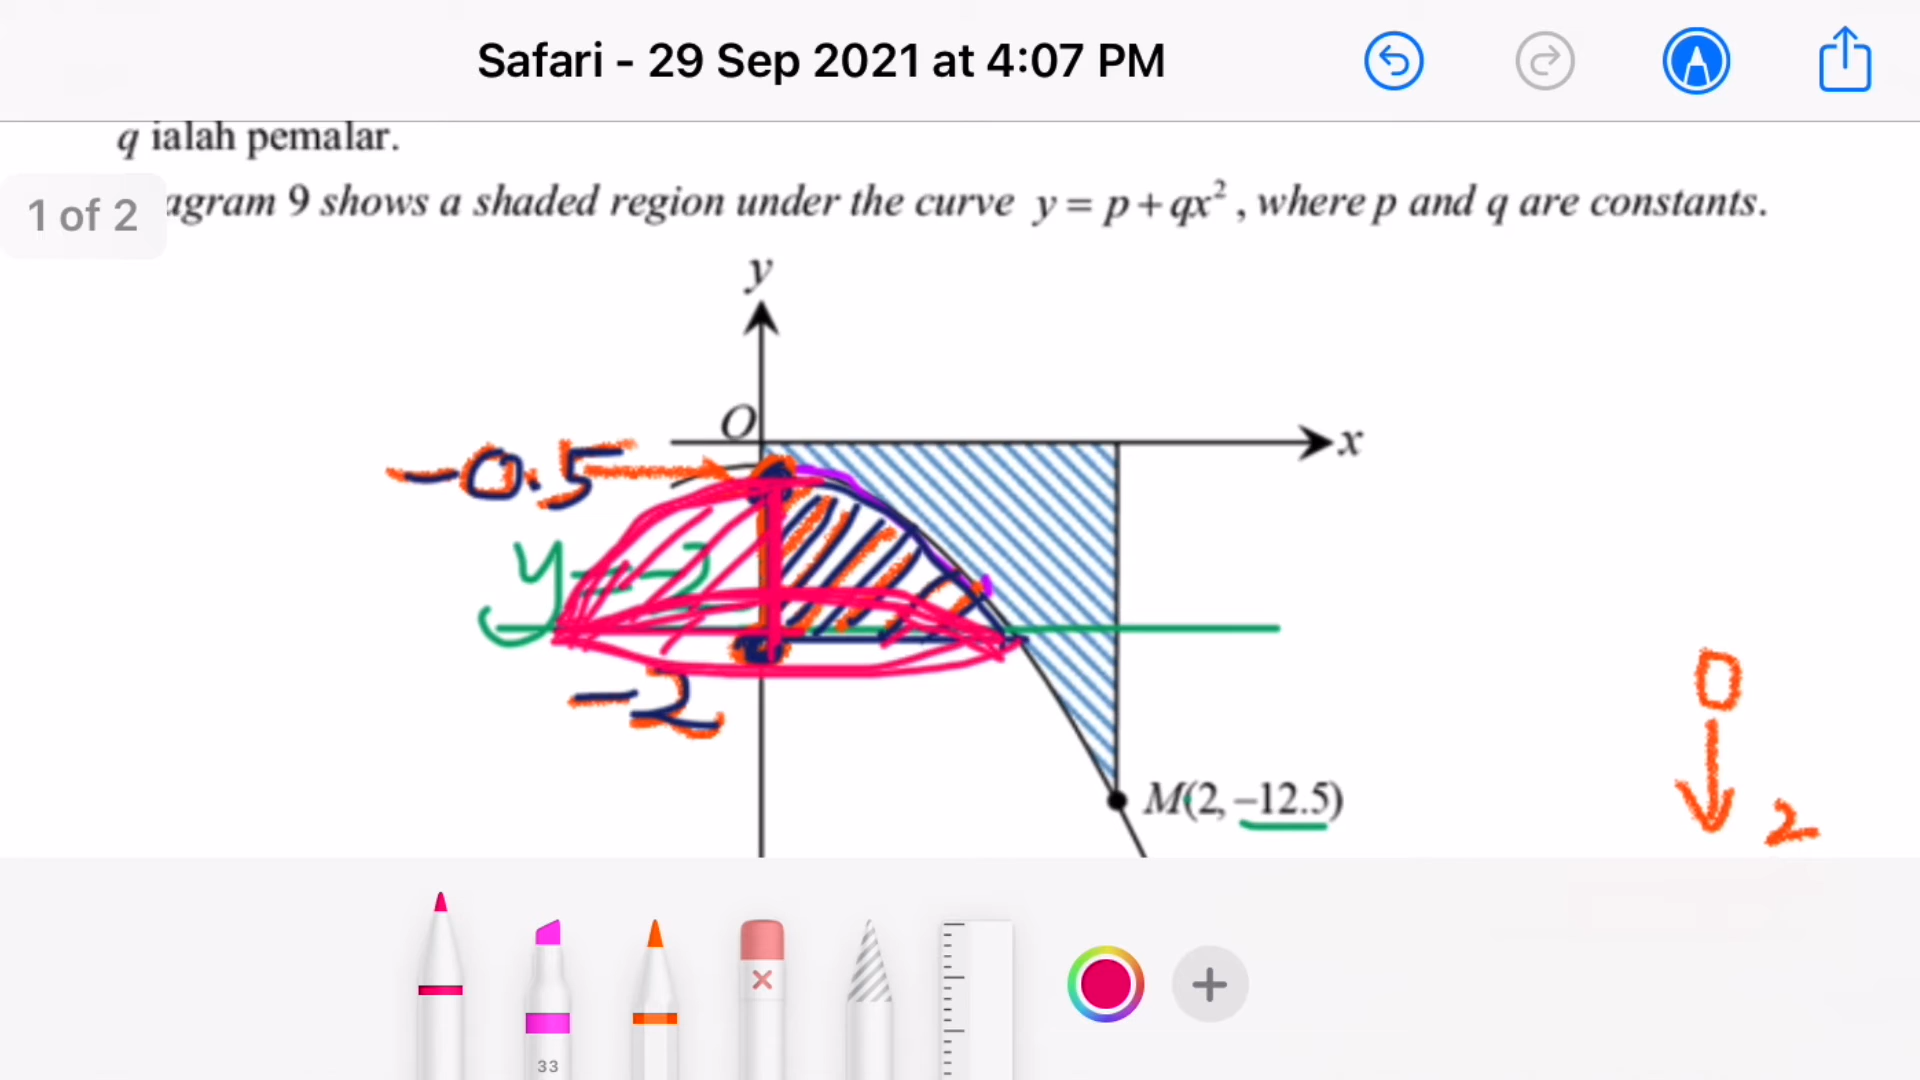 Safari - 29 Sep 2021 at 4:07 PM
q ialah pemalar.
1 of 2
agram 9 shows a shaded region under the curve y = p + qx², where p and q are constants.
y
O
x
-0.5
y = -2
-2
0
2
M(2, −12.5)
33